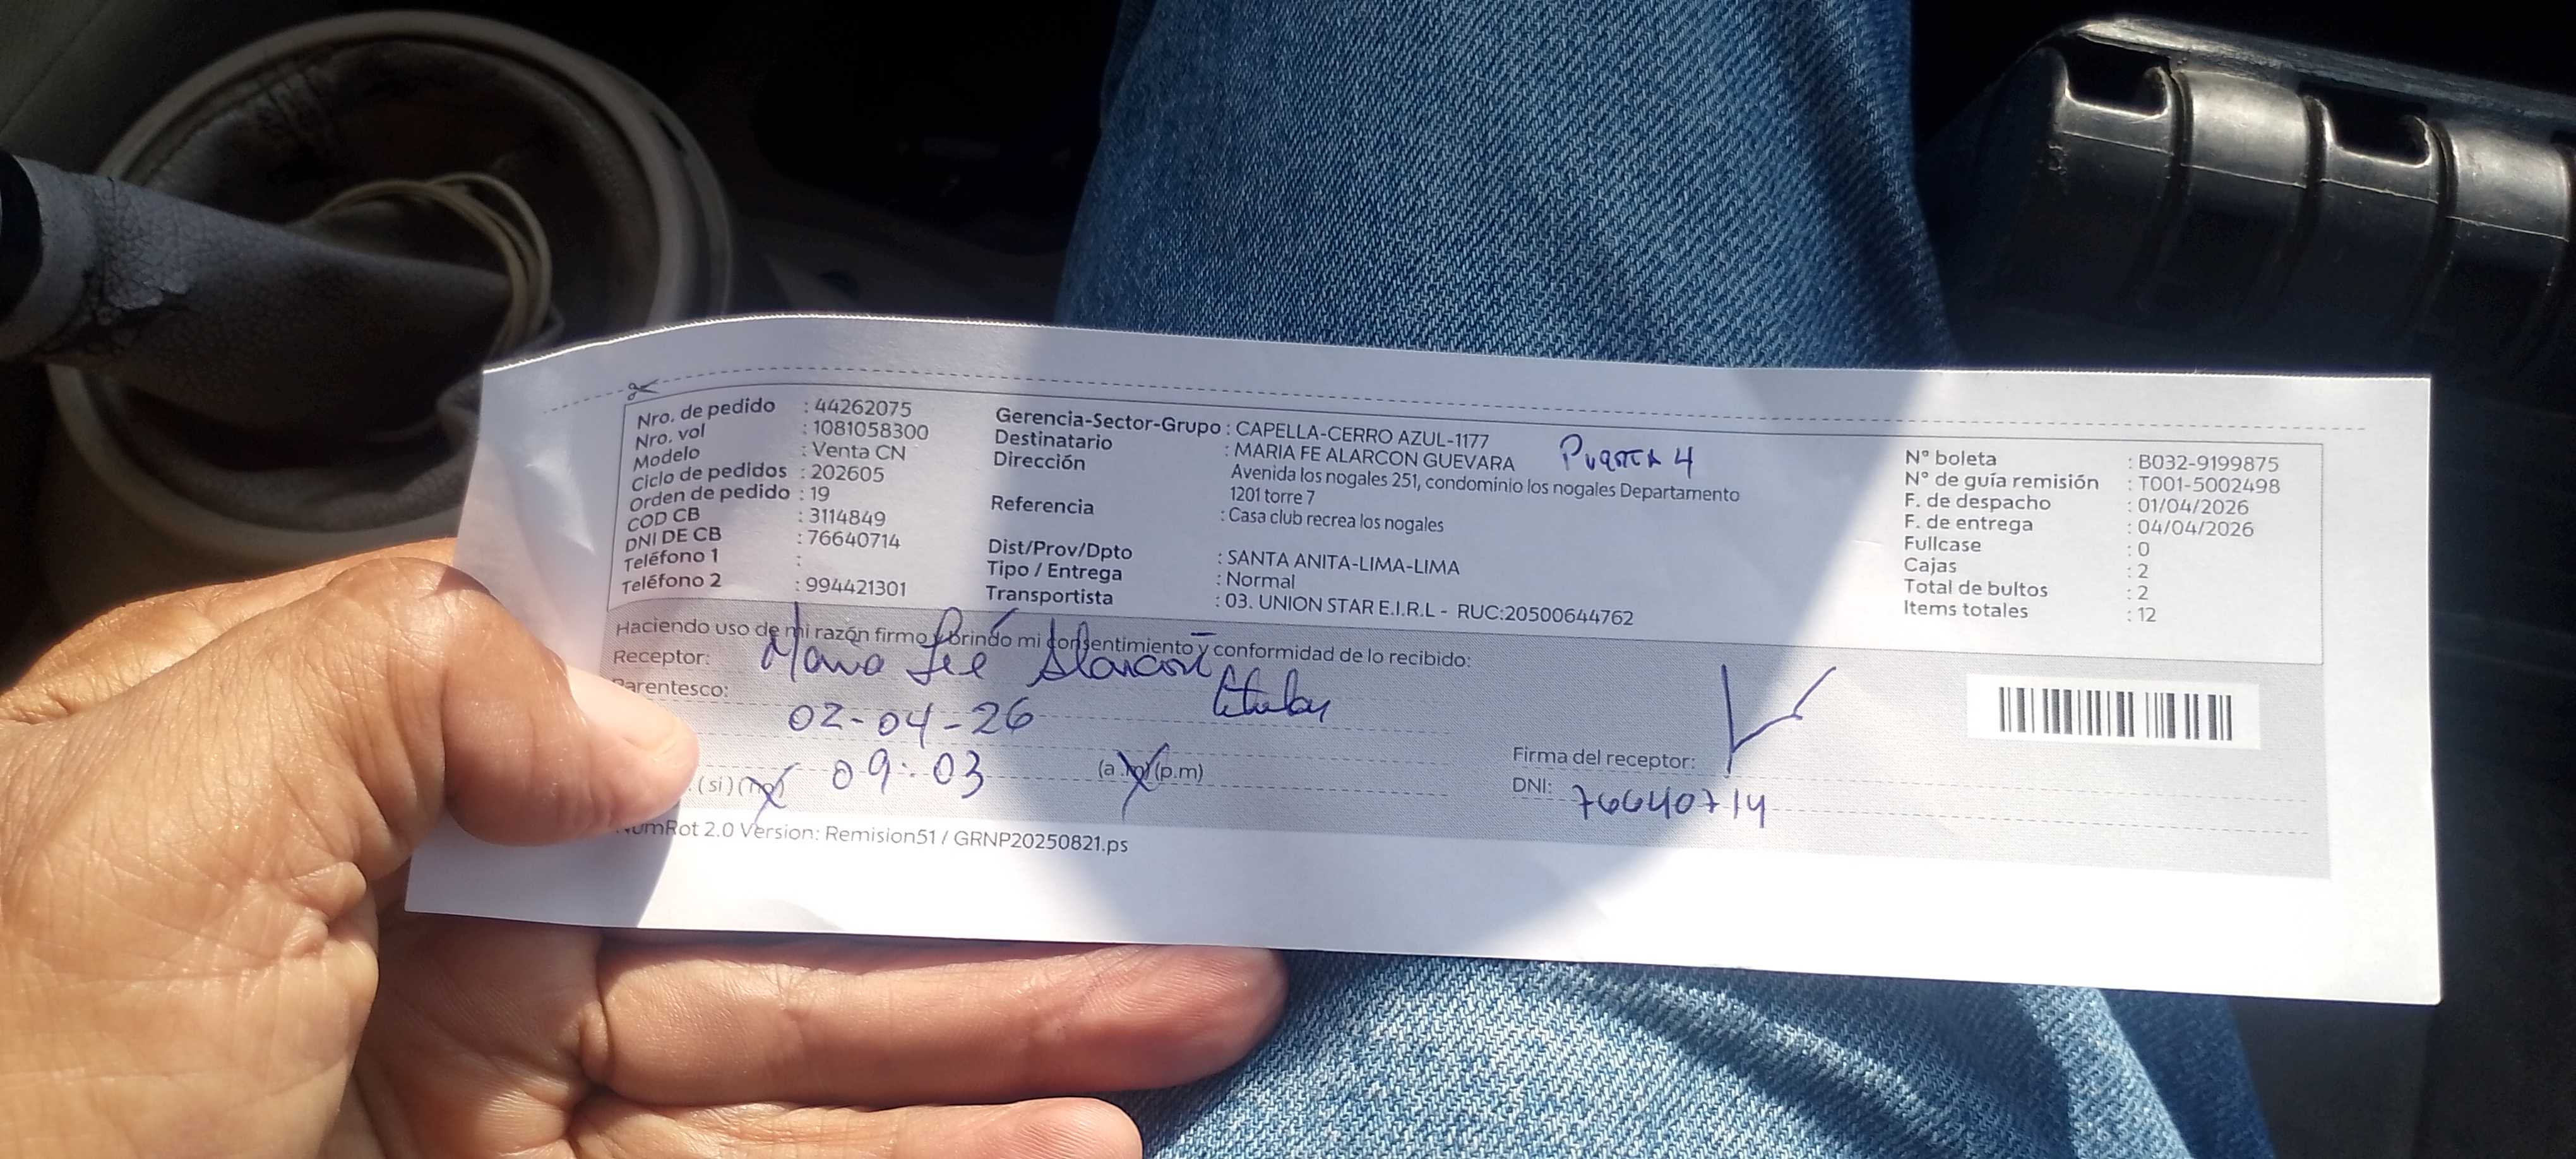 Nro. de pedido : 44262075
Nro. vol : 1081058300
Modelo : Venta CN
Ciclo de pedidos : 202605
Orden de pedido : 19
COD CB : 3114849
DNI DE CB : 76640714
Teléfono 1 :
Teléfono 2 : 994421301
Gerencia-Sector-Grupo : CAPELLA-CERRO AZUL-1177
Destinatario : MARIA FE ALARCON GUEVARA
PUERTA 4
Dirección Avenida los nogales 251, condominio los nogales Departamento
1201 torre 7
Referencia : Casa club recrea los nogales
Dist/Prov/Dpto : SANTA ANITA-LIMA-LIMA
Tipo / Entrega : Normal
Transportista : 03. UNION STAR E.I.R.L - RUC:20500644762
N° boleta : B032-9199875
N° de guía remisión : T001-5002498
F. de despacho : 01/04/2026
F. de entrega : 04/04/2026
Fullcase : 0
Cajas : 2
Total de bultos : 2
Items totales : 12
Haciendo uso de mi razón firmo y brindo mi consentimiento y conformidad de lo recibido:
Receptor: Maria Fé Alarcón
Parentesco: titular
02-04-26
(si) (no) 09:03 (a.m) (p.m)
Firma del receptor:
DNI: 76640714
NumRot 2.0 Version: Remision51 / GRNP20250821.ps